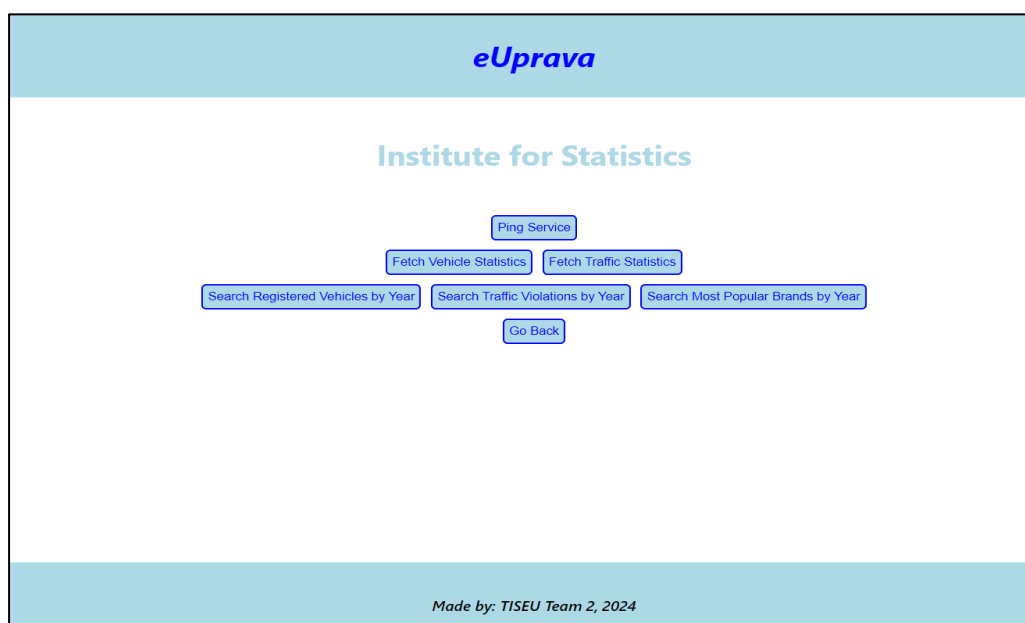 eUprava
Institute for Statistics
Ping Service
Fetch Vehicle Statistics Fetch Traffic Statistics
Search Registered Vehicles by Year Search Traffic Violations by Year Search Most Popular Brands by Year
Go Back
Made by: TISEU Team 2, 2024